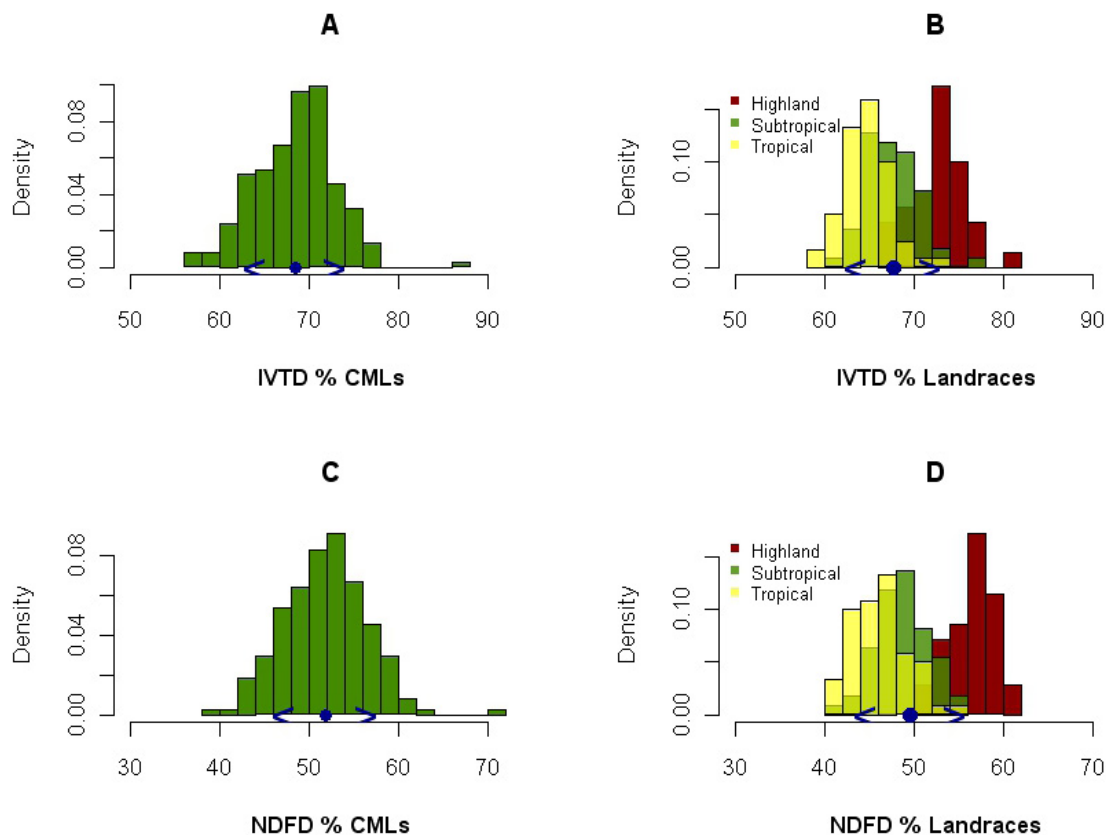 A
Density
0.00 0.04 0.08
50 60 70 80 90
IVTD % CMLs
B
Highland
Subtropical
Tropical
Density
0.00 0.10
50 60 70 80 90
IVTD % Landraces
C
Density
0.00 0.04 0.08
30 40 50 60 70
NDFD % CMLs
D
Highland
Subtropical
Tropical
Density
0.00 0.10
30 40 50 60 70
NDFD % Landraces